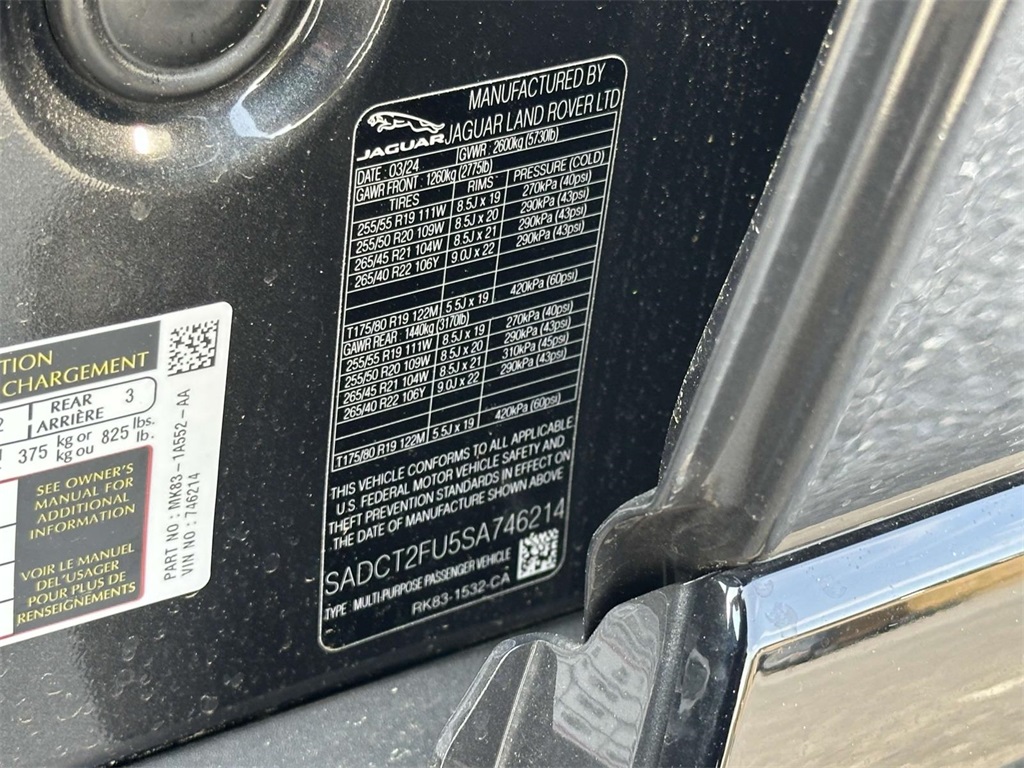 MANUFACTURED BY
JAGUAR JAGUAR LAND ROVER LTD
DATE : 03/24 GVWR : 2600kg (5730lb)
GAWR FRONT : 1260kg (2775lb)
TIRES RIMS PRESSURE (COLD)
255/55 R19 111W 8.5J x 19 270kPa (40psi)
255/50 R20 109W 8.5J x 20 290kPa (43psi)
265/45 R21 104W 8.5J x 21 290kPa (43psi)
265/40 R22 106Y 9.0J x 22 290kPa (43psi)
T175/80 R19 122M 5.5J x 19 420kPa (60psi)
GAWR REAR : 1440kg (3170lb)
255/55 R19 111W 8.5J x 19 270kPa (40psi)
255/50 R20 109W 8.5J x 20 290kPa (43psi)
265/45 R21 104W 8.5J x 21 310kPa (45psi)
265/40 R22 106Y 9.0J x 22 290kPa (43psi)
T175/80 R19 122M 5.5J x 19 420kPa (60psi)
THIS VEHICLE CONFORMS TO ALL APPLICABLE
U.S. FEDERAL MOTOR VEHICLE SAFETY AND
THEFT PREVENTION STANDARDS IN EFFECT ON
THE DATE OF MANUFACTURE SHOWN ABOVE
SADCT2FU5SA746214
TYPE : MULTI-PURPOSE PASSENGER VEHICLE
RK83-1532-CA
TION
CHARGEMENT
2 REAR 3
ARRIÈRE
375 kg or 825 lbs.
kg ou lb.
SEE OWNER'S
MANUAL FOR
ADDITIONAL
INFORMATION
VOIR LE MANUEL
DEL'USAGER
POUR PLUS DE
RENSEIGNEMENTS
PART NO : MK83-1A552-AA
VIN NO : 746214